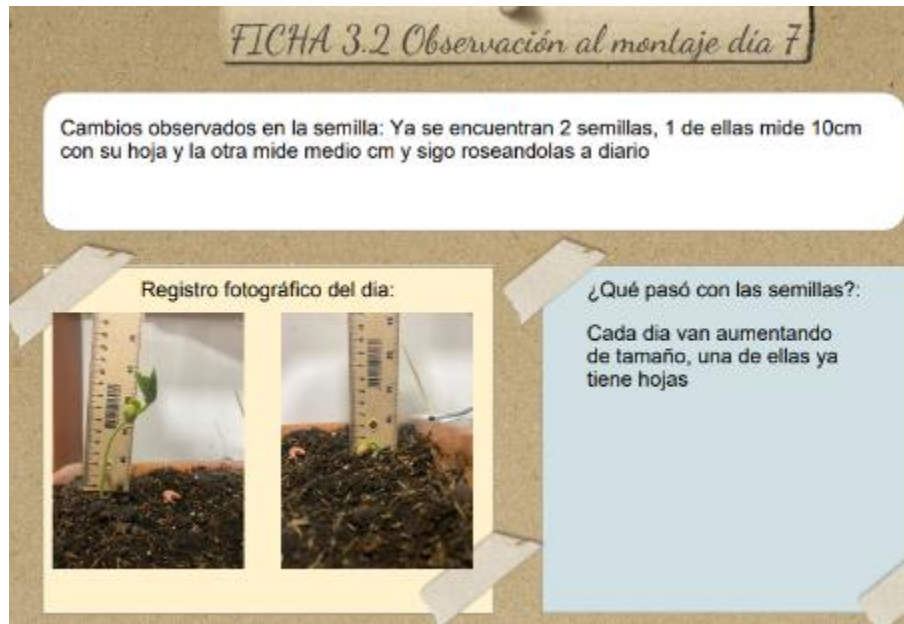 FICHA 3.2 Observación al montaje día 7
Cambios observados en la semilla: Ya se encuentran 2 semillas, 1 de ellas mide 10cm
con su hoja y la otra mide medio cm y sigo roseandolas a diario
Registro fotográfico del dia:
¿Qué pasó con las semillas?:
Cada dia van aumentando
de tamaño, una de ellas ya
tiene hojas